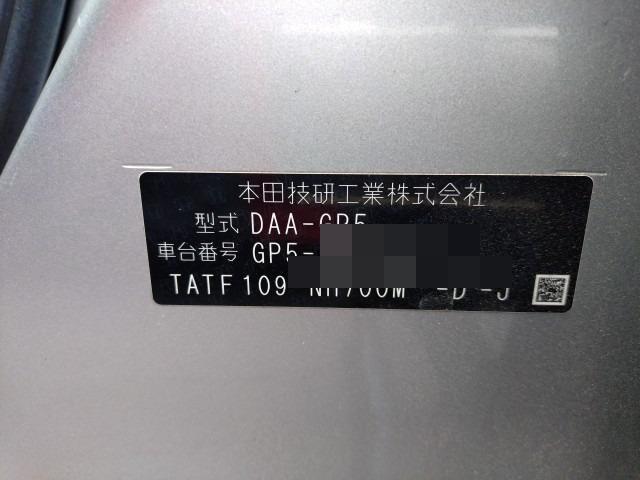 本田技研工業株式会社
型式 DAA-GP5
車台番号 GP5-
TATF109 NH700M -D -J